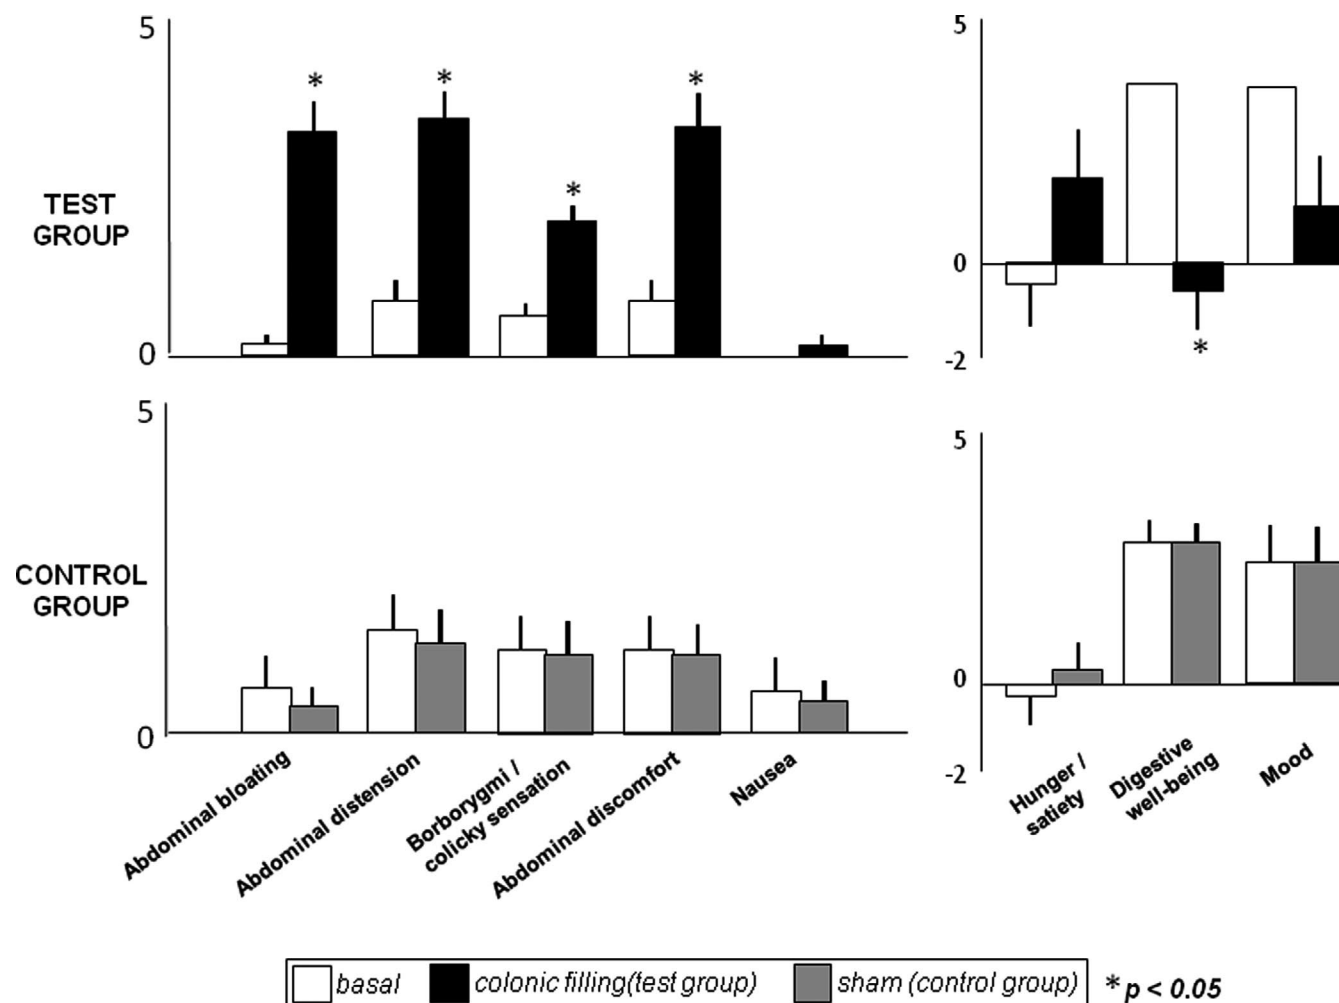 5
5
*
*
*
*
TEST
GROUP
0
0
*
-2
5
5
CONTROL
GROUP
0
0
-2
Abdominal bloating
Abdominal distension
Borborygmi /
colicky sensation
Abdominal discomfort
Nausea
Hunger /
satiety
Digestive
well-being
Mood
basal
colonic filling(test group)
sham (control group)
* p < 0.05